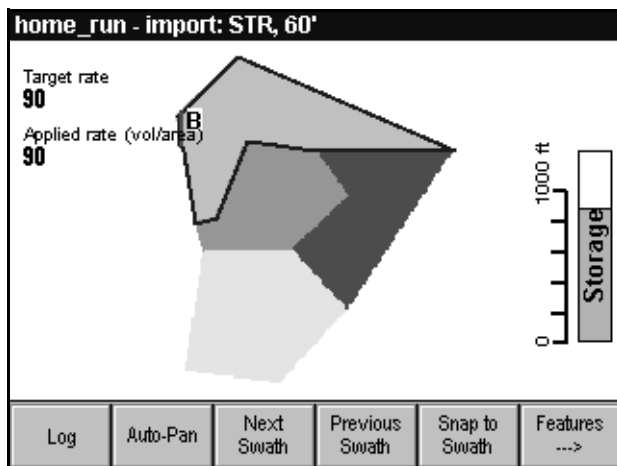 home_run - import: STR, 60'
Target rate
90
B
Applied rate (vol/area)
90
1000 ft
0
Storage
Log
Auto-Pan
Next
Swath
Previous
Swath
Snap to
Swath
Features
--->